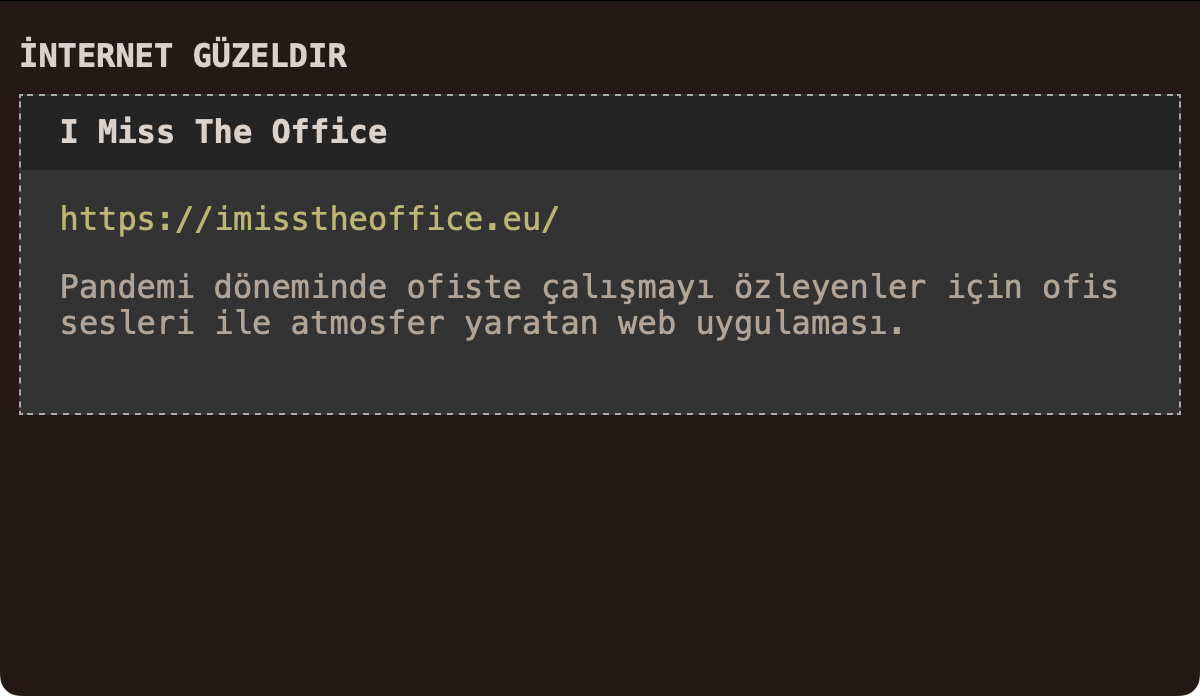 İNTERNET GÜZELDIR
I Miss The Office
https://imisstheoffice.eu/
Pandemi döneminde ofiste çalışmayı özleyenler için ofis
sesleri ile atmosfer yaratan web uygulaması.